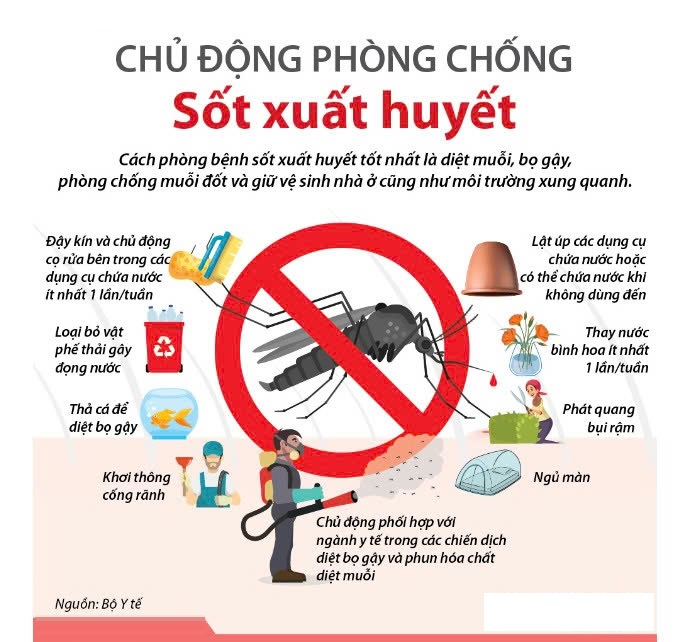 CHỦ ĐỘNG PHÒNG CHỐNG
Sốt xuất huyết
Cách phòng bệnh sốt xuất huyết tốt nhất là diệt muỗi, bọ gậy,
phòng chống muỗi đốt và giữ vệ sinh nhà ở cũng như môi trường xung quanh.
Đậy kín và chủ động
cọ rửa bên trong các
dụng cụ chứa nước
ít nhất 1 lần/tuần
Loại bỏ vật
phế thải gây
đọng nước
Thả cá để
diệt bọ gậy
Khơi thông
cống rãnh
Lật úp các dụng cụ
chứa nước hoặc
có thể chứa nước khi
không dùng đến
Thay nước
bình hoa ít nhất
1 lần/tuần
Phát quang
bụi rậm
Ngủ màn
Chủ động phối hợp với
ngành y tế trong các chiến dịch
diệt bọ gậy và phun hóa chất
diệt muỗi
Nguồn: Bộ Y tế